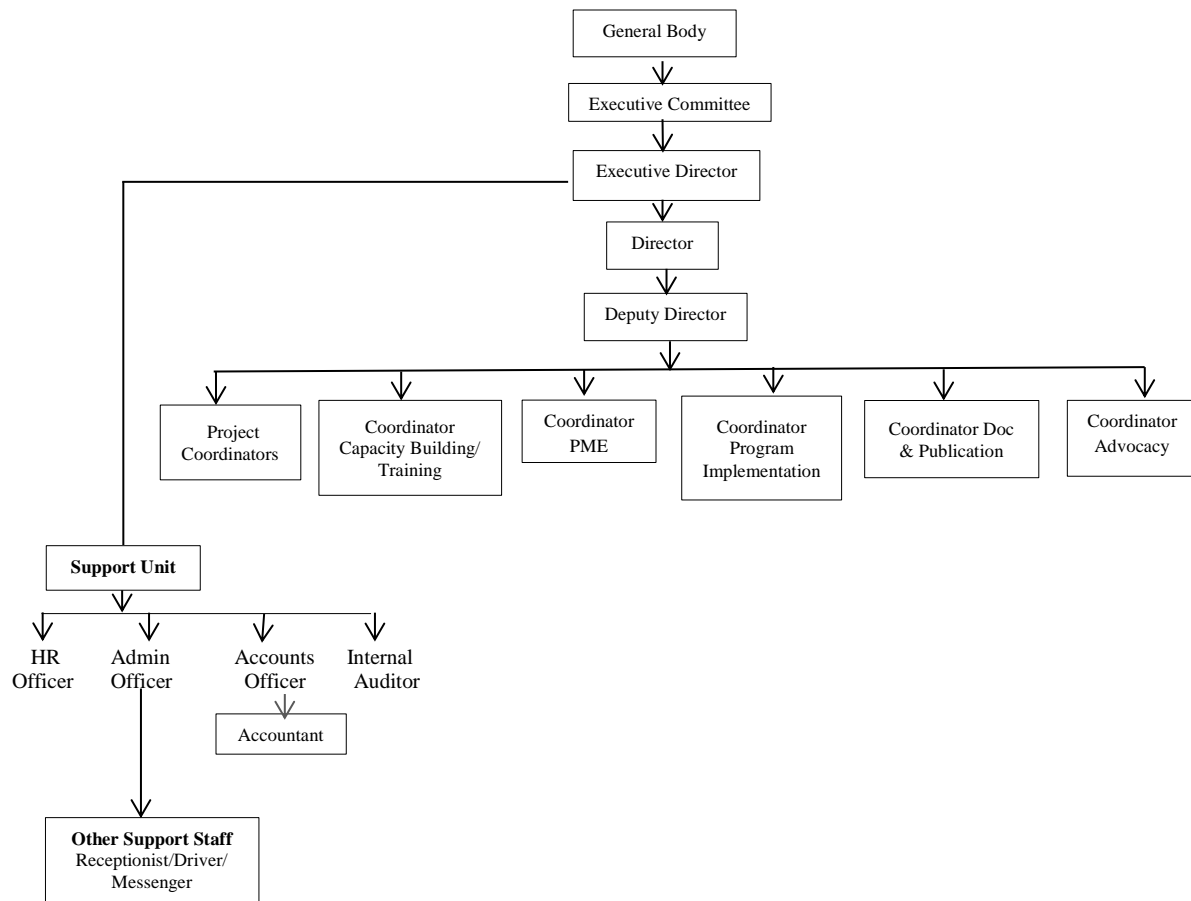 General Body
Executive Committee
Executive Director
Director
Deputy Director
Project
Coordinators
Coordinator
Capacity Building/
Training
Coordinator
PME
Coordinator
Program
Implementation
Coordinator Doc
& Publication
Coordinator
Advocacy
Support Unit
HR
Officer
Admin
Officer
Accounts
Officer
Internal
Auditor
Accountant
Other Support Staff
Receptionist/Driver/
Messenger